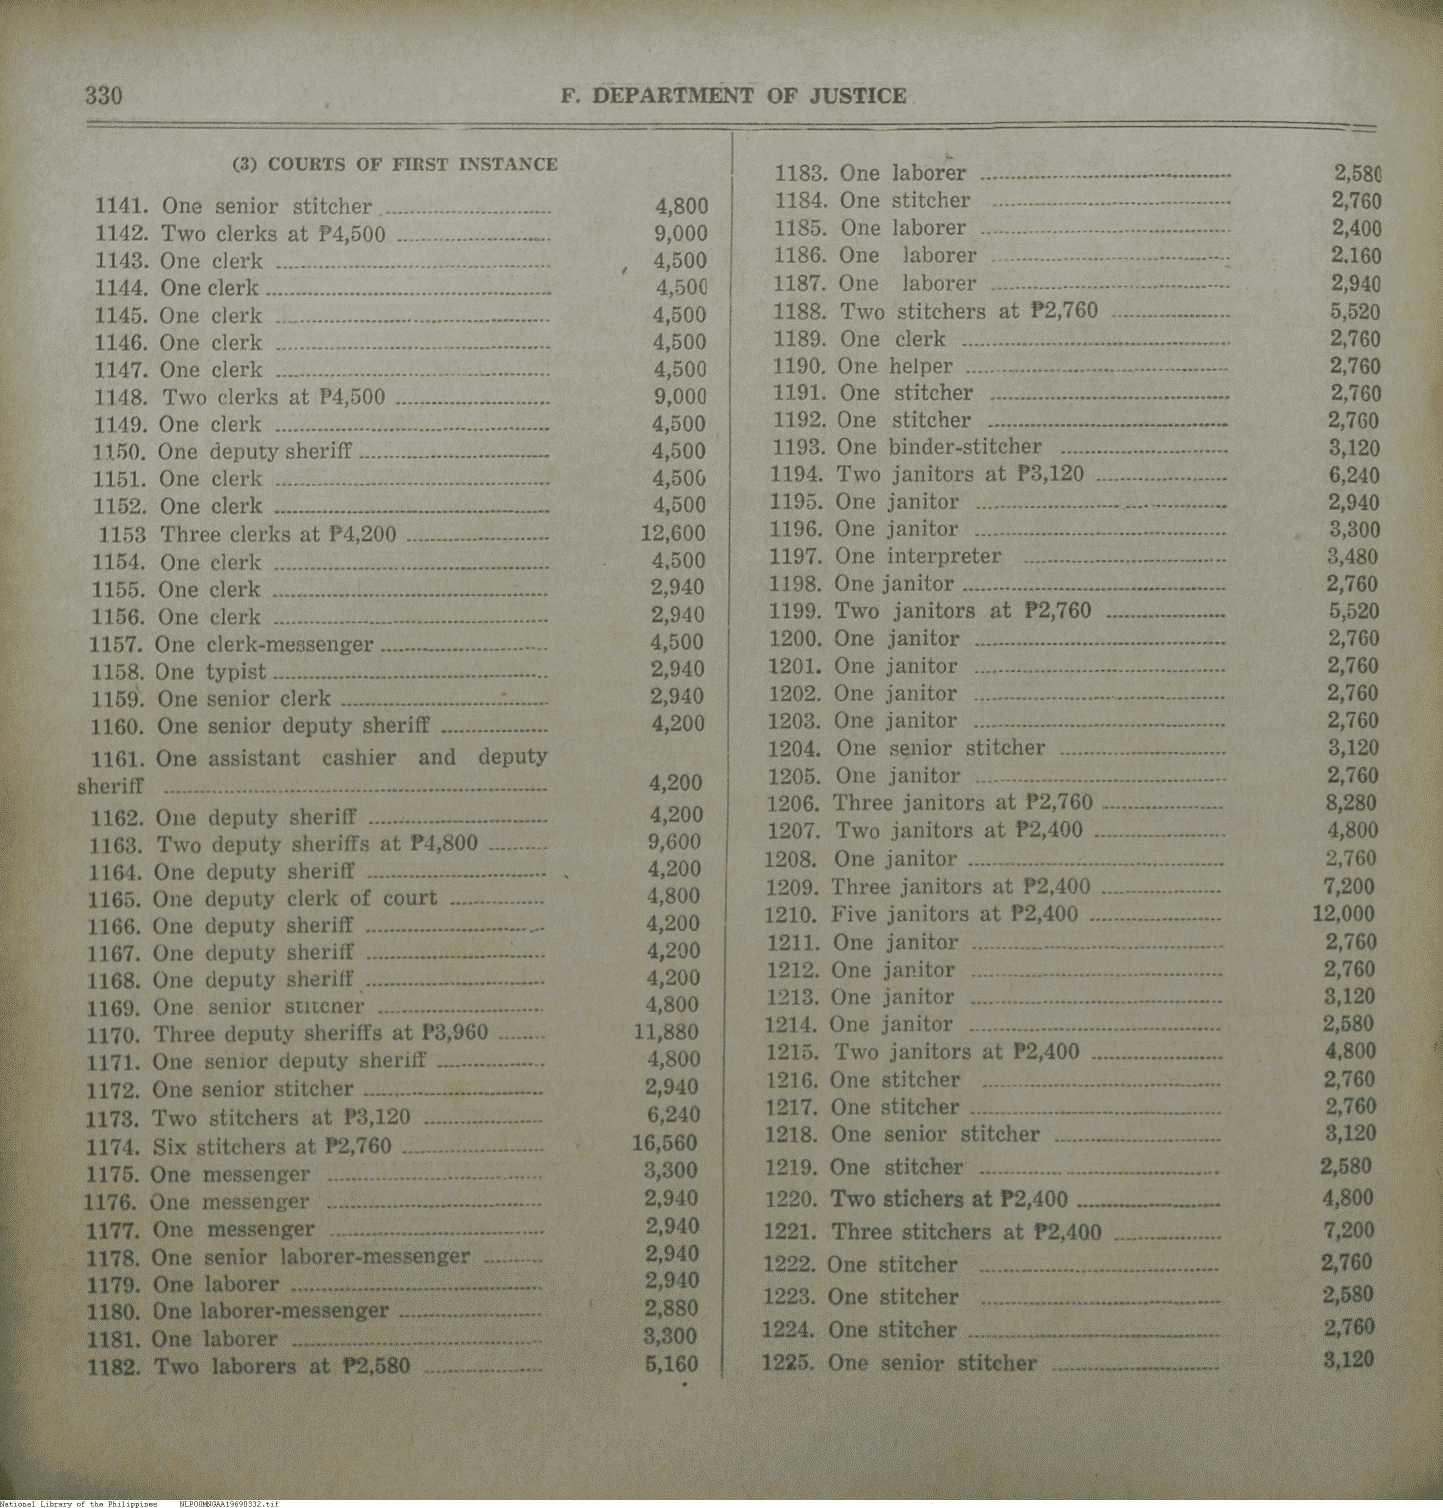 330
F. DEPARTMENT OF JUSTICE
(3) COURTS OF FIRST INSTANCE
1141. One senior stitcher 4,800
1142. Two clerks at ₱4,500 9,000
1143. One clerk 4,500
1144. One clerk 4,500
1145. One clerk 4,500
1146. One clerk 4,500
1147. One clerk 4,500
1148. Two clerks at ₱4,500 9,000
1149. One clerk 4,500
1150. One deputy sheriff 4,500
1151. One clerk 4,500
1152. One clerk 4,500
1153 Three clerks at ₱4,200 12,600
1154. One clerk 4,500
1155. One clerk 2,940
1156. One clerk 2,940
1157. One clerk-messenger 4,500
1158. One typist 2,940
1159. One senior clerk 2,940
1160. One senior deputy sheriff 4,200
1161. One assistant cashier and deputy
sheriff 4,200
1162. One deputy sheriff 4,200
1163. Two deputy sheriffs at ₱4,800 9,600
1164. One deputy sheriff 4,200
1165. One deputy clerk of court 4,800
1166. One deputy sheriff 4,200
1167. One deputy sheriff 4,200
1168. One deputy sheriff 4,200
1169. One senior stitcner 4,800
1170. Three deputy sheriffs at ₱3,960 11,880
1171. One senior deputy sheriff 4,800
1172. One senior stitcher 2,940
1173. Two stitchers at ₱3,120 6,240
1174. Six stitchers at ₱2,760 16,560
1175. One messenger 3,300
1176. One messenger 2,940
1177. One messenger 2,940
1178. One senior laborer-messenger 2,940
1179. One laborer 2,940
1180. One laborer-messenger 2,880
1181. One laborer 3,300
1182. Two laborers at ₱2,580 5,160
1183. One laborer 2,580
1184. One stitcher 2,760
1185. One laborer 2,400
1186. One laborer 2.160
1187. One laborer 2,940
1188. Two stitchers at ₱2,760 5,520
1189. One clerk 2,760
1190. One helper 2,760
1191. One stitcher 2,760
1192. One stitcher 2,760
1193. One binder-stitcher 3,120
1194. Two janitors at ₱3,120 6,240
1195. One janitor 2,940
1196. One janitor 3,300
1197. One interpreter 3,480
1198. One janitor 2,760
1199. Two janitors at ₱2,760 5,520
1200. One janitor 2,760
1201. One janitor 2,760
1202. One janitor 2,760
1203. One janitor 2,760
1204. One senior stitcher 3,120
1205. One janitor 2,760
1206. Three janitors at ₱2,760 8,280
1207. Two janitors at ₱2,400 4,800
1208. One janitor 2,760
1209. Three janitors at ₱2,400 7,200
1210. Five janitors at ₱2,400 12,000
1211. One janitor 2,760
1212. One janitor 2,760
1213. One janitor 3,120
1214. One janitor 2,580
1215. Two janitors at ₱2,400 4,800
1216. One stitcher 2,760
1217. One stitcher 2,760
1218. One senior stitcher 3,120
1219. One stitcher 2,580
1220. Two stichers at ₱2,400 4,800
1221. Three stitchers at ₱2,400 7,200
1222. One stitcher 2,760
1223. One stitcher 2,580
1224. One stitcher 2,760
1225. One senior stitcher 3,120
National Library of the Philippines NLPOOMNGAA19690332.tif